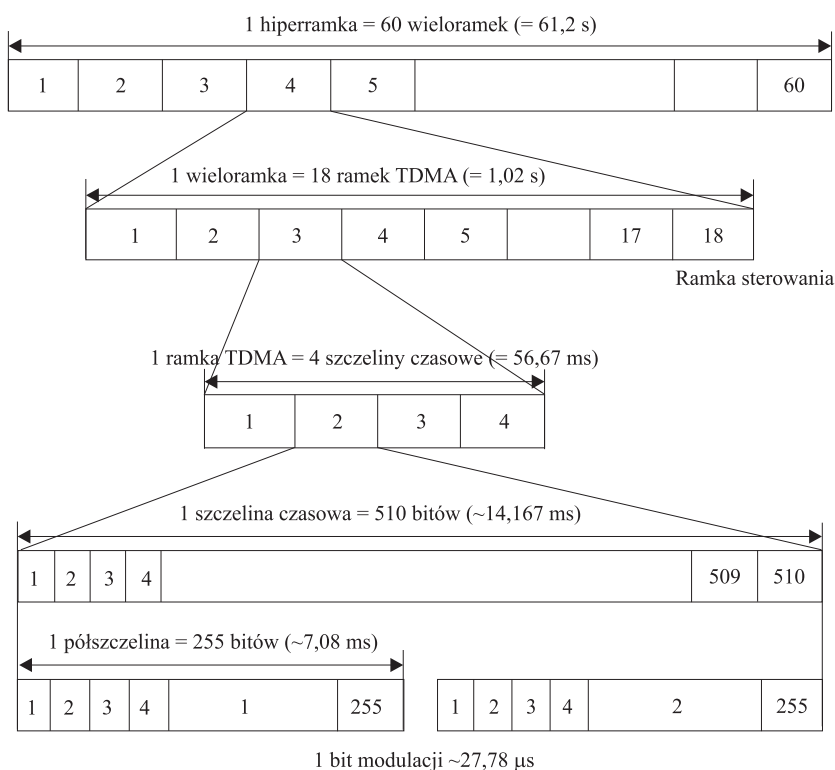 1 hiperramka = 60 wieloramek (= 61,2 s)
1 2 3 4 5 60
1 wieloramka = 18 ramek TDMA (= 1,02 s)
1 2 3 4 5 17 18
Ramka sterowania
1 ramka TDMA = 4 szczeliny czasowe (= 56,67 ms)
1 2 3 4
1 szczelina czasowa = 510 bitów (~14,167 ms)
1 2 3 4 509 510
1 półszczelina = 255 bitów (~7,08 ms)
1 2 3 4 1 255 1 2 3 4 2 255
1 bit modulacji ~27,78 μs